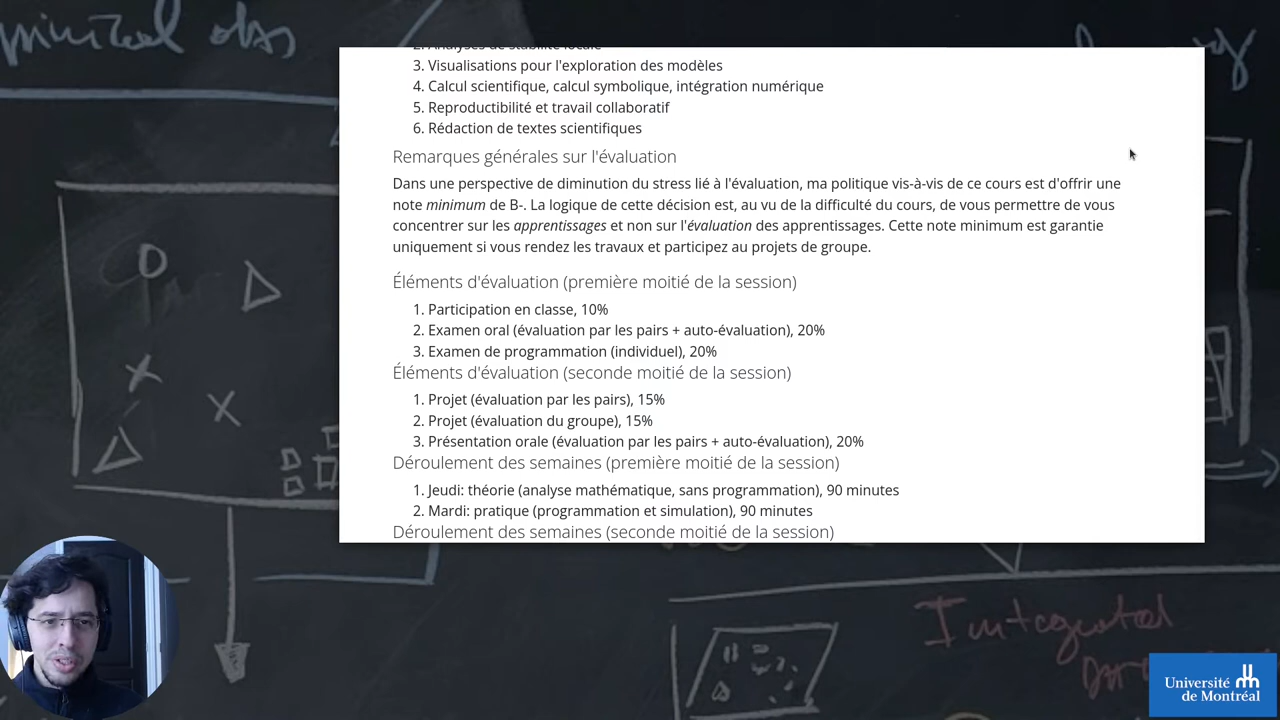 minimal obs
2. Analyses de stabilité locale
3. Visualisations pour l'exploration des modèles
4. Calcul scientifique, calcul symbolique, intégration numérique
5. Reproductibilité et travail collaboratif
6. Rédaction de textes scientifiques
Remarques générales sur l'évaluation
Dans une perspective de diminution du stress lié à l'évaluation, ma politique vis-à-vis de ce cours est d'offrir une
note minimum de B-. La logique de cette décision est, au vu de la difficulté du cours, de vous permettre de vous
concentrer sur les apprentissages et non sur l'évaluation des apprentissages. Cette note minimum est garantie
uniquement si vous rendez les travaux et participez au projets de groupe.
Éléments d'évaluation (première moitié de la session)
1. Participation en classe, 10%
2. Examen oral (évaluation par les pairs + auto-évaluation), 20%
3. Examen de programmation (individuel), 20%
Éléments d'évaluation (seconde moitié de la session)
1. Projet (évaluation par les pairs), 15%
2. Projet (évaluation du groupe), 15%
3. Présentation orale (évaluation par les pairs + auto-évaluation), 20%
Déroulement des semaines (première moitié de la session)
1. Jeudi: théorie (analyse mathématique, sans programmation), 90 minutes
2. Mardi: pratique (programmation et simulation), 90 minutes
Déroulement des semaines (seconde moitié de la session)
Integrated
Université
de Montréal